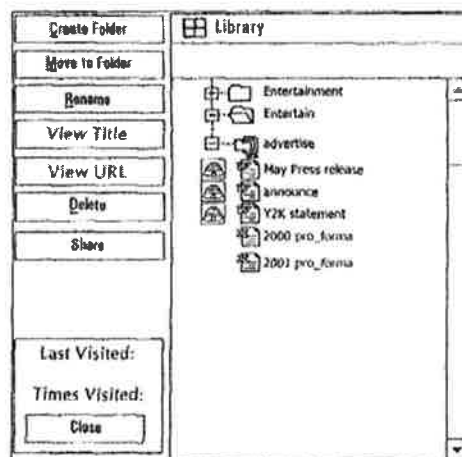 Create Folder
Move to Folder
Rename
View Title
View URL
Delete
Share
Last Visited:
Times Visited:
Close
Library
Entertainment
Entertain
advertise
May Press release
announce
Y2K statement
2000 pro_forma
2001 pro_forma